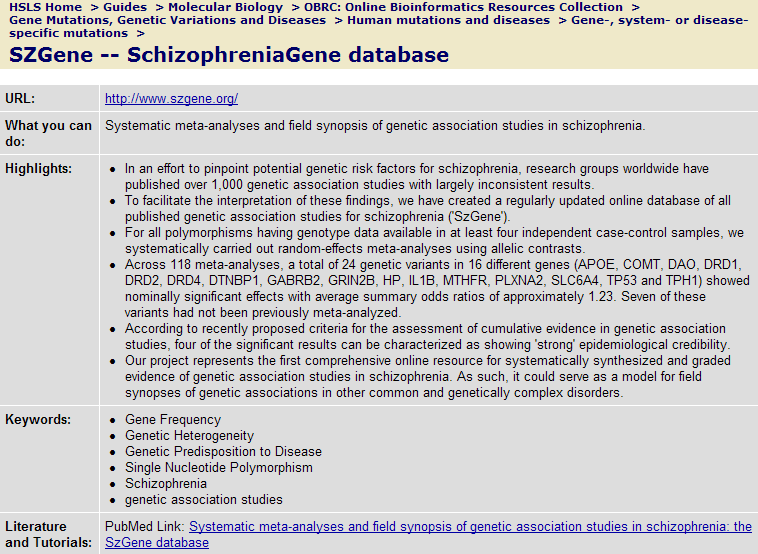 HSLS Home > Guides > Molecular Biology > OBRC: Online Bioinformatics Resources Collection >
Gene Mutations, Genetic Variations and Diseases > Human mutations and diseases > Gene-, system- or disease-
specific mutations >
SZGene -- SchizophreniaGene database
URL: http://www.szgene.org/
What you can do: Systematic meta-analyses and field synopsis of genetic association studies in schizophrenia.
Highlights:
• In an effort to pinpoint potential genetic risk factors for schizophrenia, research groups worldwide have
published over 1,000 genetic association studies with largely inconsistent results.
• To facilitate the interpretation of these findings, we have created a regularly updated online database of all
published genetic association studies for schizophrenia ('SzGene').
• For all polymorphisms having genotype data available in at least four independent case-control samples, we
systematically carried out random-effects meta-analyses using allelic contrasts.
• Across 118 meta-analyses, a total of 24 genetic variants in 16 different genes (APOE, COMT, DAO, DRD1,
DRD2, DRD4, DTNBP1, GABRB2, GRIN2B, HP, IL1B, MTHFR, PLXNA2, SLC6A4, TP53 and TPH1) showed
nominally significant effects with average summary odds ratios of approximately 1.23. Seven of these
variants had not been previously meta-analyzed.
• According to recently proposed criteria for the assessment of cumulative evidence in genetic association
studies, four of the significant results can be characterized as showing 'strong' epidemiological credibility.
• Our project represents the first comprehensive online resource for systematically synthesized and graded
evidence of genetic association studies in schizophrenia. As such, it could serve as a model for field
synopses of genetic associations in other common and genetically complex disorders.
Keywords:
• Gene Frequency
• Genetic Heterogeneity
• Genetic Predisposition to Disease
• Single Nucleotide Polymorphism
• Schizophrenia
• genetic association studies
Literature and Tutorials:
PubMed Link: Systematic meta-analyses and field synopsis of genetic association studies in schizophrenia: the
SzGene database